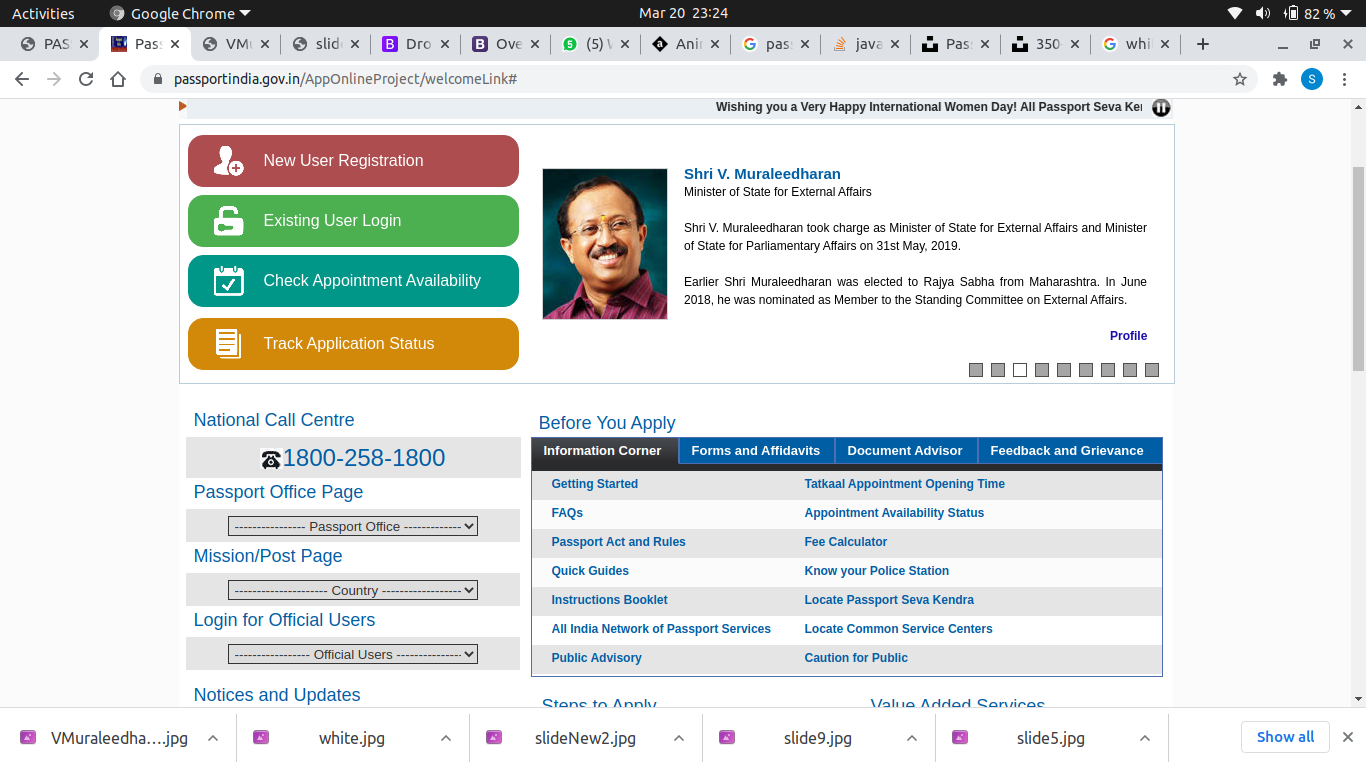 Activities
Google Chrome
Mar 20 23:24
82 %
PAS
Pas
VMu
slid
Dro
Ove
(5) W
Anir
pas
java
Pas
350
whi
passportindia.gov.in/AppOnlineProject/welcomeLink#
S
Wishing you a Very Happy International Women Day! All Passport Seva Ken
New User Registration
Existing User Login
Check Appointment Availability
Track Application Status
Shri V. Muraleedharan
Minister of State for External Affairs
Shri V. Muraleedharan took charge as Minister of State for External Affairs and Minister
of State for Parliamentary Affairs on 31st May, 2019.
Earlier Shri Muraleedharan was elected to Rajya Sabha from Maharashtra. In June
2018, he was nominated as Member to the Standing Committee on External Affairs.
Profile
National Call Centre
1800-258-1800
Passport Office Page
---------------- Passport Office -------------
Mission/Post Page
--------------------- Country ------------------
Login for Official Users
----------------- Official Users ---------------
Notices and Updates
Before You Apply
Information Corner
Forms and Affidavits
Document Advisor
Feedback and Grievance
Getting Started
Tatkaal Appointment Opening Time
FAQs
Appointment Availability Status
Passport Act and Rules
Fee Calculator
Quick Guides
Know your Police Station
Instructions Booklet
Locate Passport Seva Kendra
All India Network of Passport Services
Locate Common Service Centers
Public Advisory
Caution for Public
Steps to Apply
Value Added Services
VMuraleedha....jpg
white.jpg
slideNew2.jpg
slide9.jpg
slide5.jpg
Show all